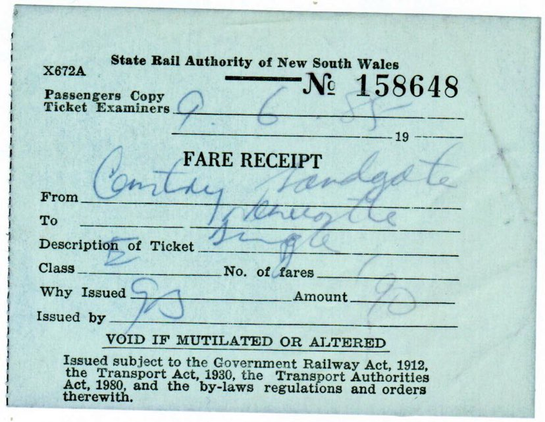 State Rail Authority of New South Wales
X672A
№ 158648
Passengers Copy
Ticket Examiners 9. 6. 85
19
FARE RECEIPT
From Sandgate
To Newcastle
Description of Ticket Single
Class No. of fares
Why Issued Amount 90
Issued by
VOID IF MUTILATED OR ALTERED
Issued subject to the Government Railway Act, 1912,
the Transport Act, 1930, the Transport Authorities
Act, 1980, and the by-laws regulations and orders
therewith.